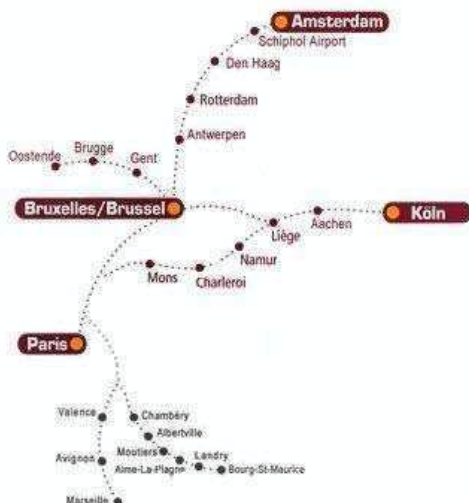 Amsterdam
Schiphol Airport
Den Haag
Rotterdam
Antwerpen
Brugge
Oostende
Gent
Bruxelles/Brussel
Köln
Aachen
Liège
Namur
Mons
Charleroi
Paris
Valence
Chambéry
Albertville
Moutiers
Avignon
Landry
Aime-La-Plagne
Bourg-St-Maurice
Marseille